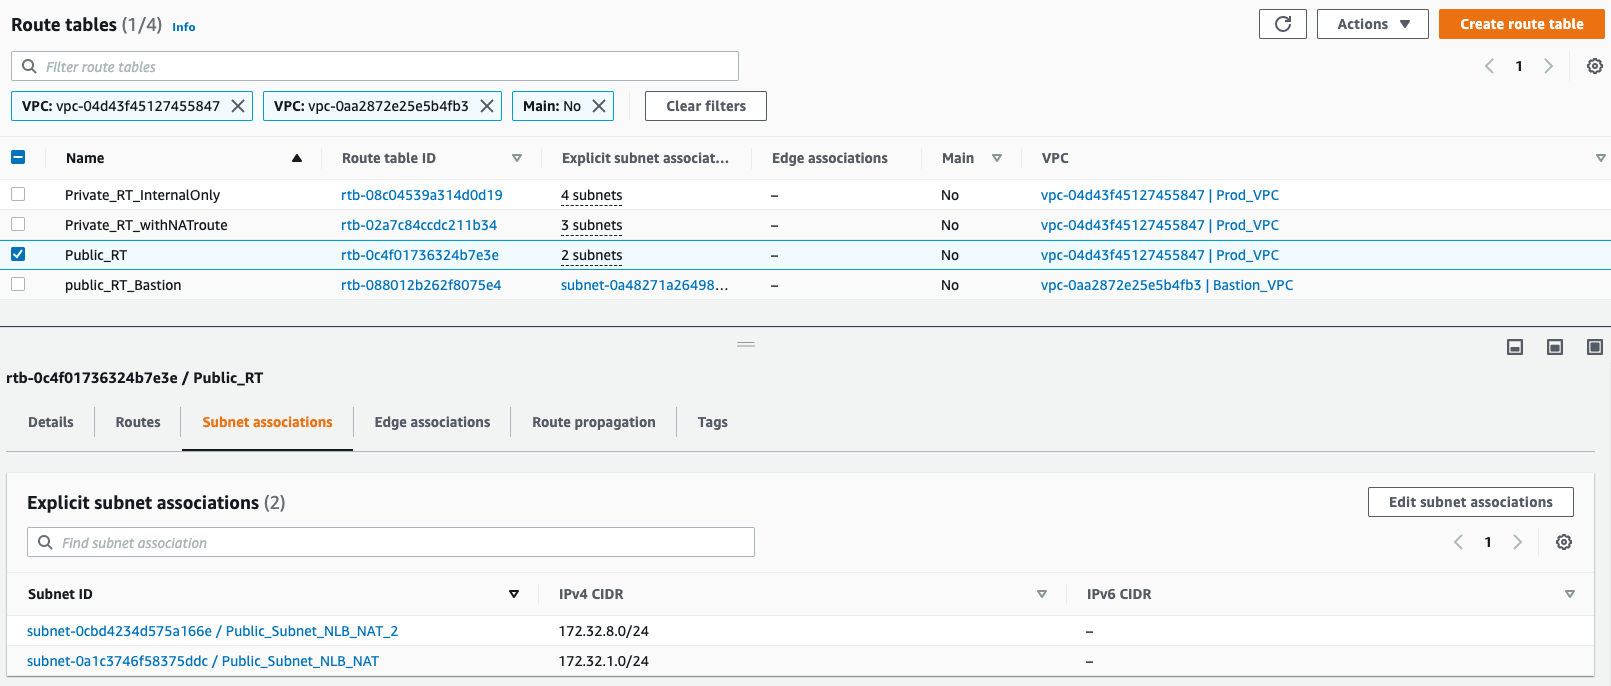 Route tables (1/4) Info
Actions
Create route table
Filter route tables
1
VPC: vpc-04d43f45127455847
VPC: vpc-0aa2872e25e5b4fb3
Main: No
Clear filters
Name Route table ID Explicit subnet associat... Edge associations Main VPC
Private_RT_InternalOnly rtb-08c04539a314d0d19 4 subnets – No vpc-04d43f45127455847 | Prod_VPC
Private_RT_withNATroute rtb-02a7c84ccdc211b34 3 subnets – No vpc-04d43f45127455847 | Prod_VPC
Public_RT rtb-0c4f01736324b7e3e 2 subnets – No vpc-04d43f45127455847 | Prod_VPC
public_RT_Bastion rtb-088012b262f8075e4 subnet-0a48271a26498... – No vpc-0aa2872e25e5b4fb3 | Bastion_VPC
rtb-0c4f01736324b7e3e / Public_RT
Details Routes Subnet associations Edge associations Route propagation Tags
Explicit subnet associations (2)
Edit subnet associations
Find subnet association
1
Subnet ID IPv4 CIDR IPv6 CIDR
subnet-0cbd4234d575a166e / Public_Subnet_NLB_NAT_2 172.32.8.0/24 –
subnet-0a1c3746f58375ddc / Public_Subnet_NLB_NAT 172.32.1.0/24 –